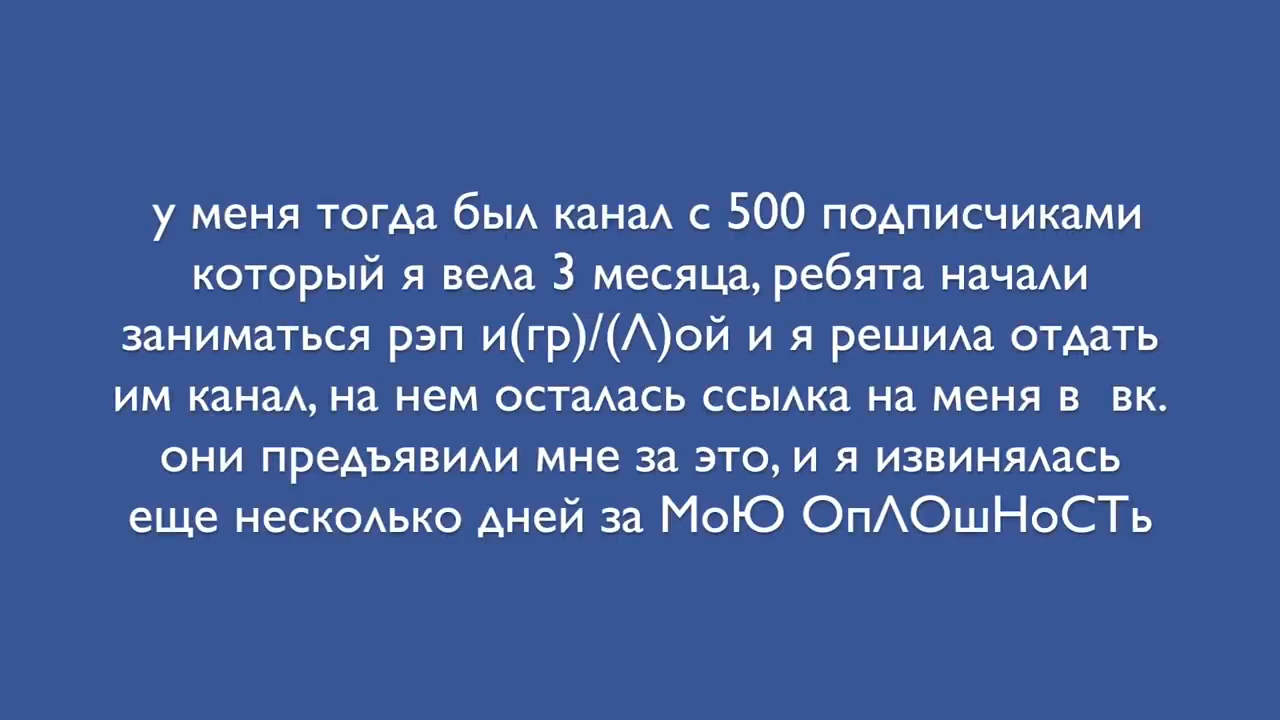 у меня тогда был канал с 500 подписчиками
который я вела 3 месяца, ребята начали
заниматься рэп и(гр)/(Л)ой и я решила отдать
им канал, на нем осталась ссылка на меня в  вк.
они предъявили мне за это, и я извинялась
еще несколько дней за МоЮ ОпЛОшНоСТь